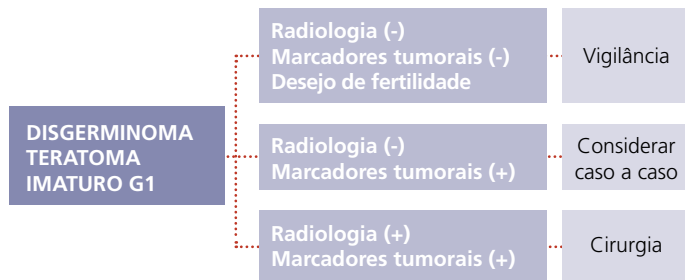 DISGERMINOMA
TERATOMA
IMATURO G1
Radiologia (-)
Marcadores tumorais (-)
Desejo de fertilidade
Vigilância
Radiologia (-)
Marcadores tumorais (+)
Considerar
caso a caso
Radiologia (+)
Marcadores tumorais (+)
Cirurgia